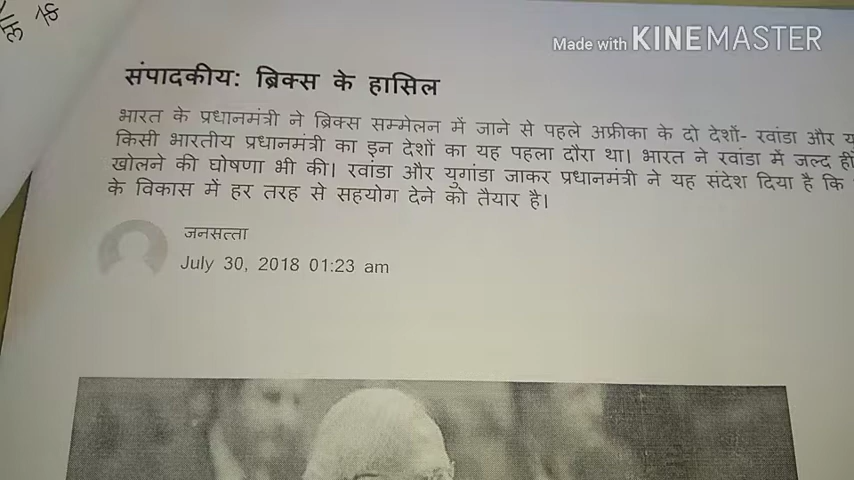 Made with KINEMASTER
संपादकीय: ब्रिक्स के हासिल
भारत के प्रधानमंत्री ने ब्रिक्स सम्मेलन में जाने से पहले अफ्रीका के दो देशों- रवांडा और
किसी भारतीय प्रधानमंत्री का इन देशों का यह पहला दौरा था। भारत ने रवांडा में जल्द ही
खोलने की घोषणा भी की। रवांडा और युगांडा जाकर प्रधानमंत्री ने यह संदेश दिया है कि
के विकास में हर तरह से सहयोग देने को तैयार है।
जनसत्ता
July 30, 2018 01:23 am